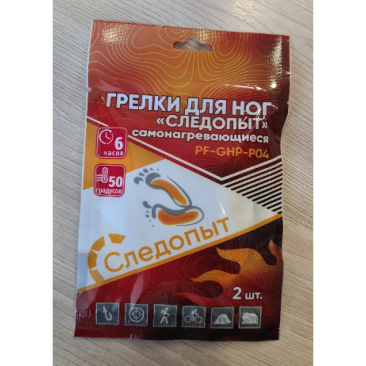 ГРЕЛКИ ДЛЯ НОГ
«СЛЕДОПЫТ»
самонагревающиеся
PF-GHP-P04
6
часов
50
градусов
Следопыт
2 шт.